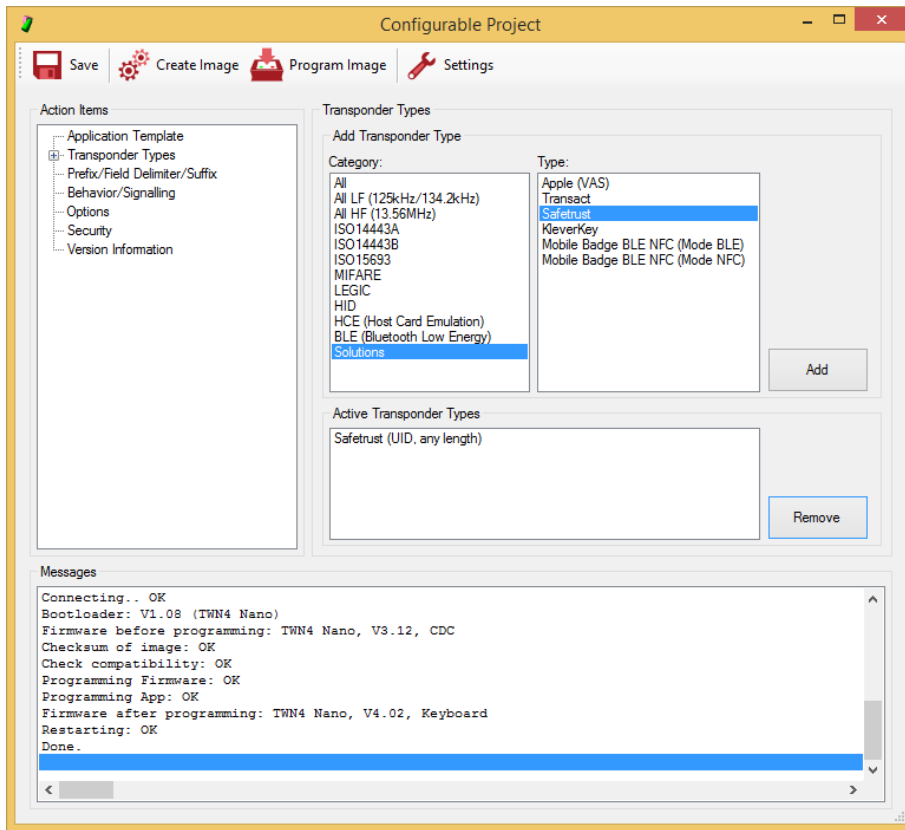 Configurable Project
Save Create Image Program Image Settings
Action Items
Application Template
Transponder Types
Prefix/Field Delimiter/Suffix
Behavior/Signalling
Options
Security
Version Information
Transponder Types
Add Transponder Type
Category:
All
All LF (125kHz/134.2kHz)
All HF (13.56MHz)
ISO14443A
ISO14443B
ISO15693
MIFARE
LEGIC
HID
HCE (Host Card Emulation)
BLE (Bluetooth Low Energy)
Solutions
Type:
Apple (VAS)
Transact
Safetrust
KleverKey
Mobile Badge BLE NFC (Mode BLE)
Mobile Badge BLE NFC (Mode NFC)
Add
Active Transponder Types
Safetrust (UID, any length)
Remove
Messages
Connecting.. OK
Bootloader: V1.08 (TWN4 Nano)
Firmware before programming: TWN4 Nano, V3.12, CDC
Checksum of image: OK
Check compatibility: OK
Programming Firmware: OK
Programming App: OK
Firmware after programming: TWN4 Nano, V4.02, Keyboard
Restarting: OK
Done.